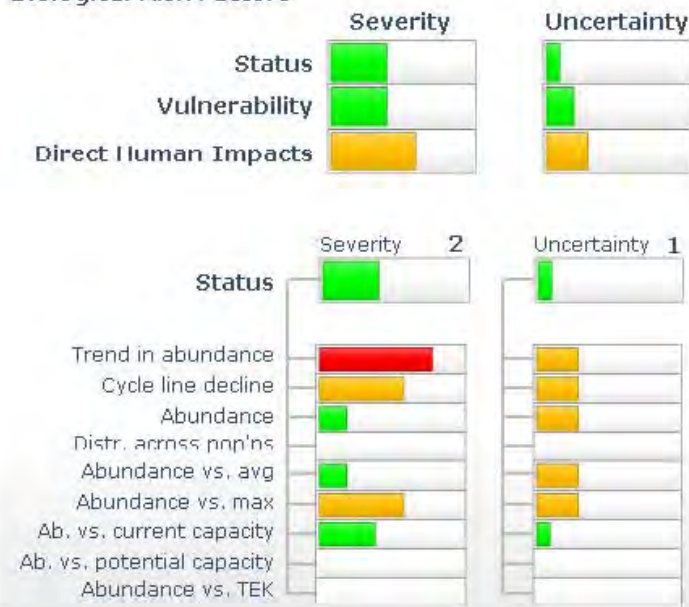 Severity Uncertainty
Status
Vulnerability
Direct Human Impacts
Severity 2 Uncertainty 1
Status
Trend in abundance
Cycle line decline
Abundance
Distr. across pop'ns
Abundance vs. avg
Abundance vs. max
Ab. vs. current capacity
Ab. vs. potential capacity
Abundance vs. TEK